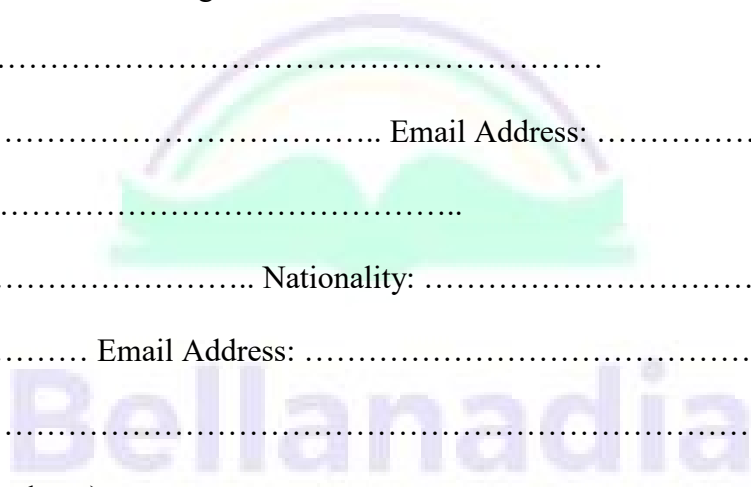 ……………………………………………………
……………………………….. Email Address: ……………
………………………………………..
…………………….. Nationality: ……………………………
……… Email Address: ………………………………………
……………………………………………………………………
Bellanadia